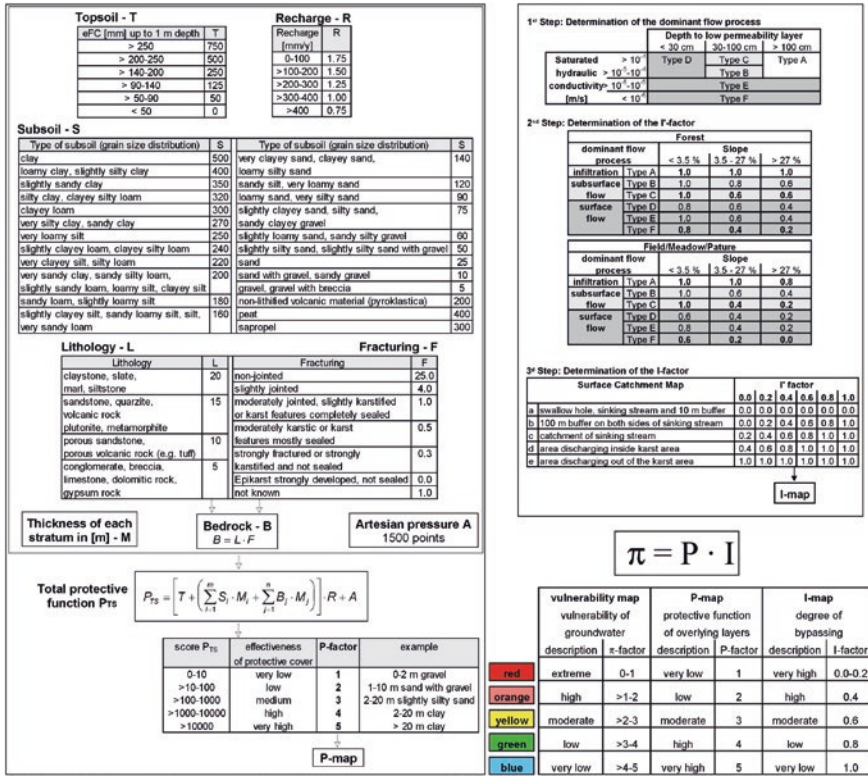 Topsoil - T
eFC [mm] up to 1 m depth T
> 250 750
> 200-250 500
> 140-200 250
> 90-140 125
> 50-90 50
< 50 0
Recharge - R
Recharge [mm/y] R
0-100 1.75
>100-200 1.50
>200-300 1.25
>300-400 1.00
>400 0.75
Subsoil - S
Type of subsoil (grain size distribution) S
clay 500
loamy clay, slightly silty clay 400
slightly sandy clay 350
silty clay, clayey silty loam 320
clayey loam 300
very silty clay, sandy clay 270
very loamy silt 250
slightly loamy clay, clayey silty loam 240
very clayey silt, silty loam 220
very sandy clay, sandy silty loam, 200
slightly sandy loam, loamy silt, clayey silt
sandy loam, slightly loamy silt 180
slightly clayey silt, sandy loamy silt, silt, 160
very sandy loam
Type of subsoil (grain size distribution) S
very clayey sand, clayey sand, 140
loamy silty sand
sandy silt, very loamy sand 120
loamy sand, very silty sand 90
slightly clayey sand, silty sand, 75
sandy clayey gravel
slightly loamy sand, sandy silty gravel 60
slightly silty sand, slightly silty sand with gravel 50
sand 25
sand with gravel, sandy gravel 10
gravel, gravel with breccia 5
non-lithified volcanic material (pyroklastica) 200
peat 400
sapropel 300
Lithology - L
Lithology L
claystone, slate, 20
marl, siltstone
sandstone, quarzite, 15
volcanic rock
plutonite, metamorphite
porous sandstone, 10
porous volcanic rock (e.g. tuff)
conglomerate, breccia, 5
limestone, dolomitic rock,
gypsum rock
Fracturing - F
Fracturing F
non-jointed 25.0
slightly jointed 4.0
moderately jointed, slightly karstified 1.0
or karst features completely sealed
moderately karstic or karst 0.5
features mostly sealed
strongly fractured or strongly 0.3
karstified and not sealed
Epikarst strongly developed, not sealed 0.0
not known 1.0
Thickness of each
stratum in [m] - M
Bedrock - B
B = L · F
Artesian pressure A
1500 points
Total protective
function PTS
P_TS = [T + (∑_{i=1}^{m} S_i · M_i + ∑_{j=1}^{n} B_j · M_j)] · R + A
score PTS effectiveness of protective cover P-factor example
0-10 very low 1 0-2 m gravel
>10-100 low 2 1-10 m sand with gravel
>100-1000 medium 3 2-20 m slightly silty sand
>1000-10000 high 4 2-20 m clay
>10000 very high 5 > 20 m clay
P-map
1st Step: Determination of the dominant flow process
Depth to low permeability layer
< 30 cm 30-100 cm > 100 cm
Saturated
hydraulic
conductivity
[m/s]
Type D Type C Type A
Type B
Type E
Type F
2nd Step: Determination of the I'-factor
Forest
dominant flow Slope
process < 3.5 % 3.5 - 27 % > 27 %
infiltration Type A 1.0 1.0 1.0
subsurface Type B 1.0 0.8 0.6
flow Type C 1.0 0.6 0.6
surface Type D 0.8 0.6 0.4
flow Type E 1.0 0.6 0.4
Type F 0.8 0.4 0.2
Field/Meadow/Pature
dominant flow Slope
process < 3.5 % 3.5 - 27 % > 27 %
infiltration Type A 1.0 1.0 0.8
subsurface Type B 1.0 0.6 0.4
flow Type C 1.0 0.4 0.2
surface Type D 0.6 0.4 0.2
flow Type E 0.8 0.4 0.2
Type F 0.6 0.2 0.0
3rd Step: Determination of the I-factor
Surface Catchment Map I' factor
0.0 0.2 0.4 0.6 0.8 1.0
a swallow hole, sinking stream and 10 m buffer 0.0 0.0 0.0 0.0 0.0 0.0
b 100 m buffer on both sides of sinking stream 0.0 0.2 0.4 0.6 0.8 1.0
c catchment of sinking stream 0.2 0.4 0.6 0.8 1.0 1.0
d area discharging inside karst area 0.4 0.6 0.8 1.0 1.0 1.0
e area discharging out of the karst area 1.0 1.0 1.0 1.0 1.0 1.0
I-map
π = P · I
vulnerability map P-map I-map
vulnerability of protective function degree of
groundwater of overlying layers bypassing
description π-factor description P-factor description I-factor
red extreme 0-1 very low 1 very high 0.0-0.2
orange high >1-2 low 2 high 0.4
yellow moderate >2-3 moderate 3 moderate 0.6
green low >3-4 high 4 low 0.8
blue very low >4-5 very high 5 very low 1.0